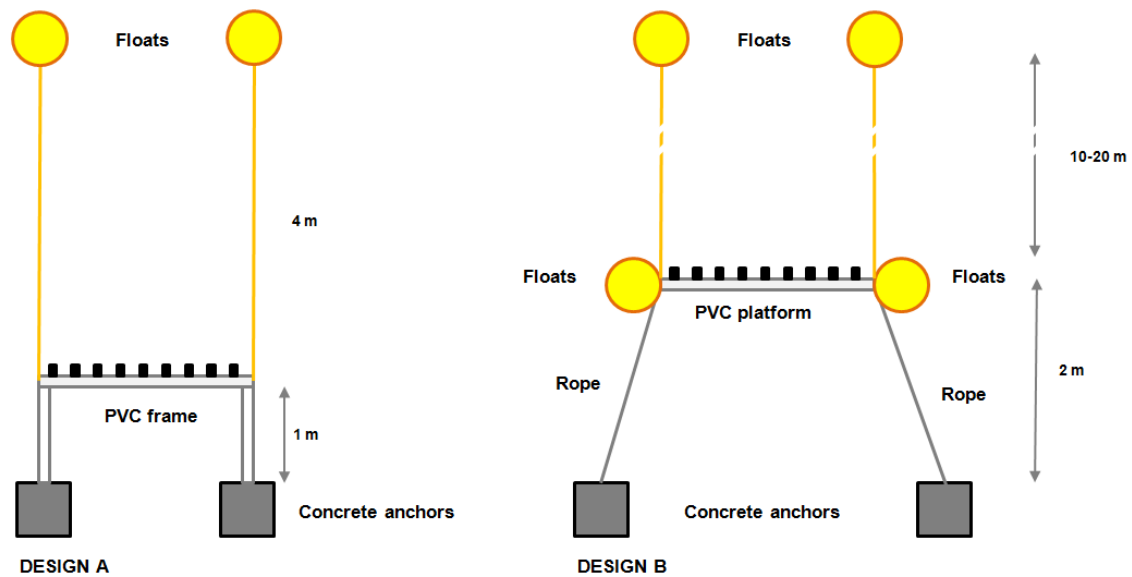 Floats
4 m
PVC frame
1 m
Concrete anchors
DESIGN A
Floats
10-20 m
Floats
Floats
PVC platform
2 m
Rope
Rope
Concrete anchors
DESIGN B